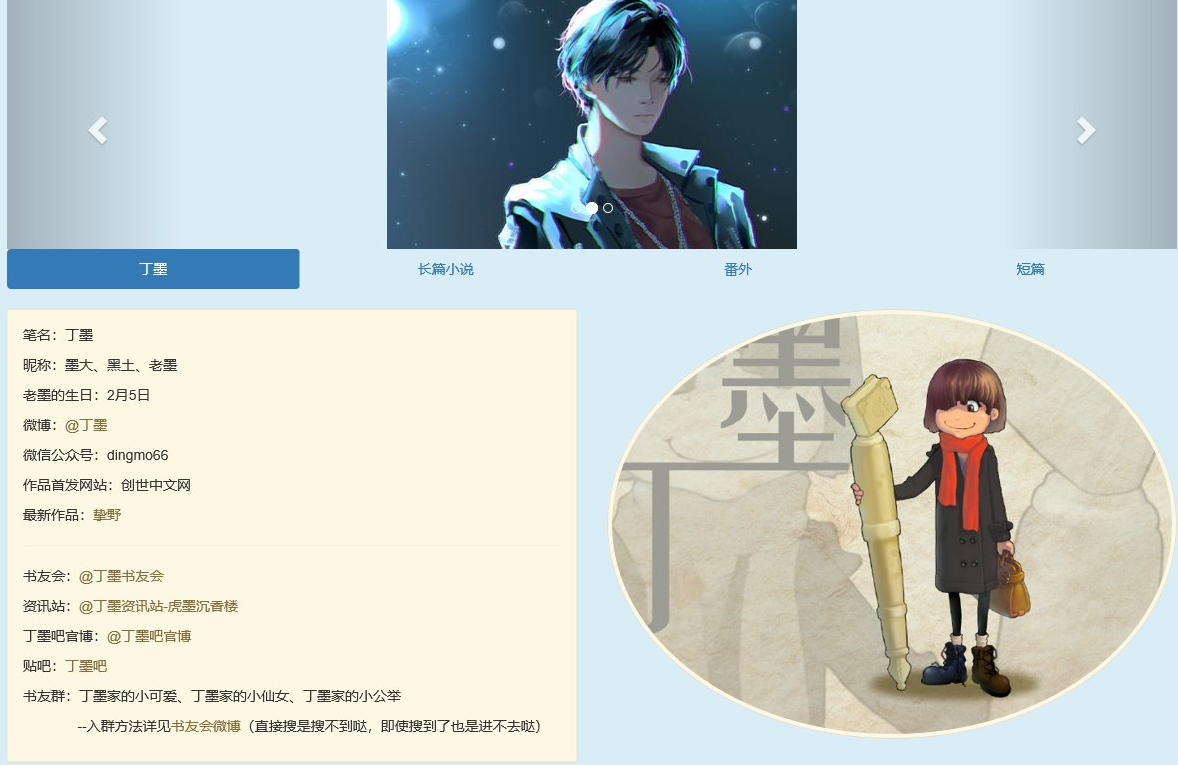 丁墨
长篇小说
番外
短篇
笔名：丁墨
昵称：墨大、黑土、老墨
老墨的生日：2月5日
微博：@丁墨
微信公众号：dingmo66
作品首发网站：创世中文网
最新作品：挚野
书友会：@丁墨书友会
资讯站：@丁墨资讯站-虎墨沉香楼
丁墨吧官博：@丁墨吧官博
贴吧：丁墨吧
书友群：丁墨家的小可爱、丁墨家的小仙女、丁墨家的小公举
--入群方法详见书友会微博（直接搜是搜不到哒，即使搜到了也是进不去哒）
墨
丁